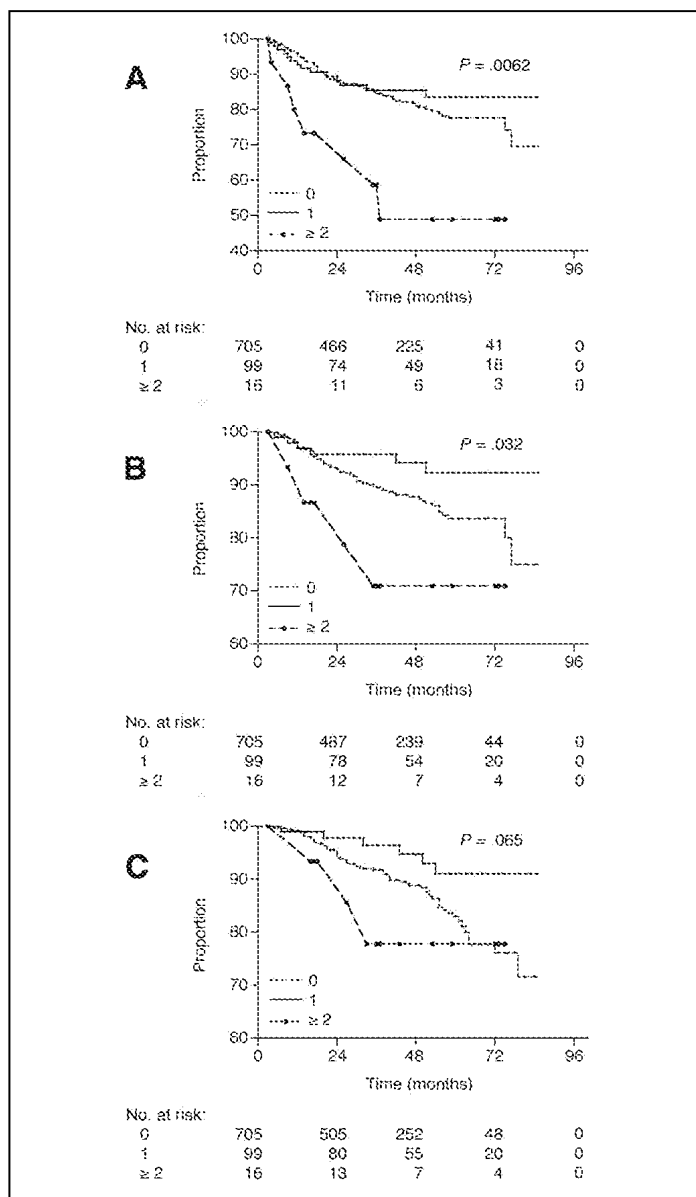 A
100
90
80
70
60
50
40
Proportion
P = .0062
0
1
≥ 2
0 24 48 72 96
Time (months)
No. at risk:
0 705 466 225 41 0
1 99 74 49 18 0
≥ 2 16 11 6 3 0
B
100
90
80
70
60
Proportion
P = .032
0
1
≥ 2
0 24 48 72 96
Time (months)
No. at risk:
0 705 487 239 44 0
1 99 78 54 20 0
≥ 2 16 12 7 4 0
C
100
90
80
70
60
Proportion
P = .065
0
1
≥ 2
0 24 48 72 96
Time (months)
No. at risk:
0 705 505 252 48 0
1 99 80 55 20 0
≥ 2 16 13 7 4 0